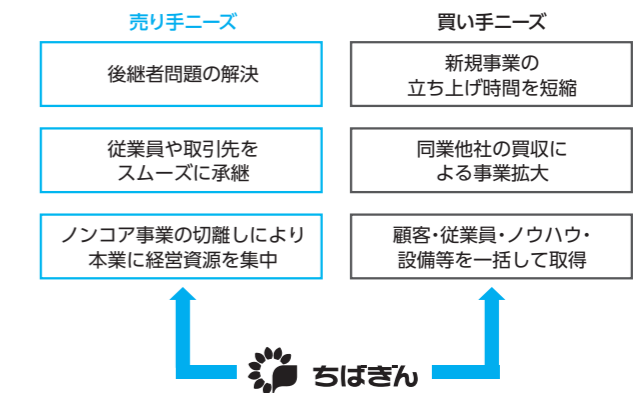 売り手ニーズ
後継者問題の解決
従業員や取引先を
スムーズに承継
ノンコア事業の切離しにより
本業に経営資源を集中
買い手ニーズ
新規事業の
立ち上げ時間を短縮
同業他社の買収に
よる事業拡大
顧客・従業員・ノウハウ・
設備等を一括して取得
ちばぎん